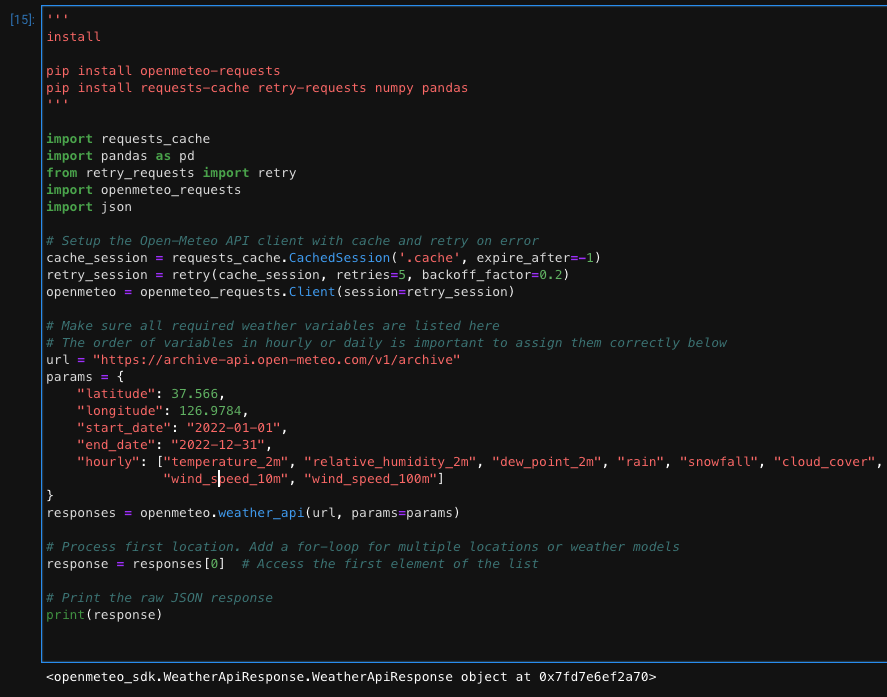 [15]: '''
install

pip install openmeteo-requests
pip install requests-cache retry-requests numpy pandas
'''

import requests_cache
import pandas as pd
from retry_requests import retry
import openmeteo_requests
import json

# Setup the Open-Meteo API client with cache and retry on error
cache_session = requests_cache.CachedSession('.cache', expire_after=-1)
retry_session = retry(cache_session, retries=5, backoff_factor=0.2)
openmeteo = openmeteo_requests.Client(session=retry_session)

# Make sure all required weather variables are listed here
# The order of variables in hourly or daily is important to assign them correctly below
url = "https://archive-api.open-meteo.com/v1/archive"
params = {
    "latitude": 37.566,
    "longitude": 126.9784,
    "start_date": "2022-01-01",
    "end_date": "2022-12-31",
    "hourly": ["temperature_2m", "relative_humidity_2m", "dew_point_2m", "rain", "snowfall", "cloud_cover",
               "wind_speed_10m", "wind_speed_100m"]
}
responses = openmeteo.weather_api(url, params=params)

# Process first location. Add a for-loop for multiple locations or weather models
response = responses[0]  # Access the first element of the list

# Print the raw JSON response
print(response)

<openmeteo_sdk.WeatherApiResponse.WeatherApiResponse object at 0x7fd7e6ef2a70>